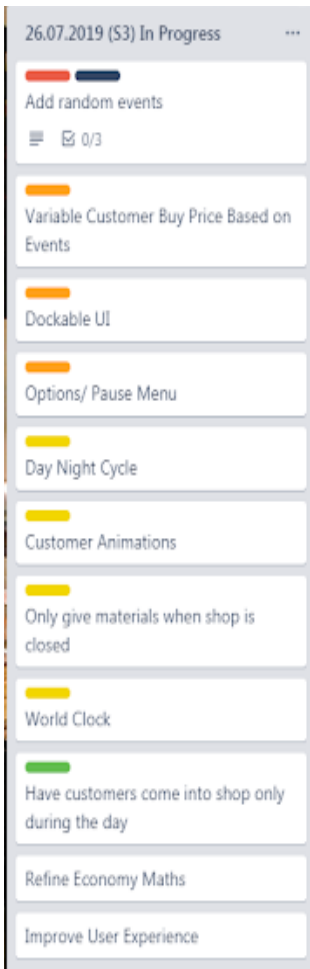 26.07.2019 (S3) In Progress
Add random events
0/3
Variable Customer Buy Price Based on
Events
Dockable UI
Options/ Pause Menu
Day Night Cycle
Customer Animations
Only give materials when shop is
closed
World Clock
Have customers come into shop only
during the day
Refine Economy Maths
Improve User Experience